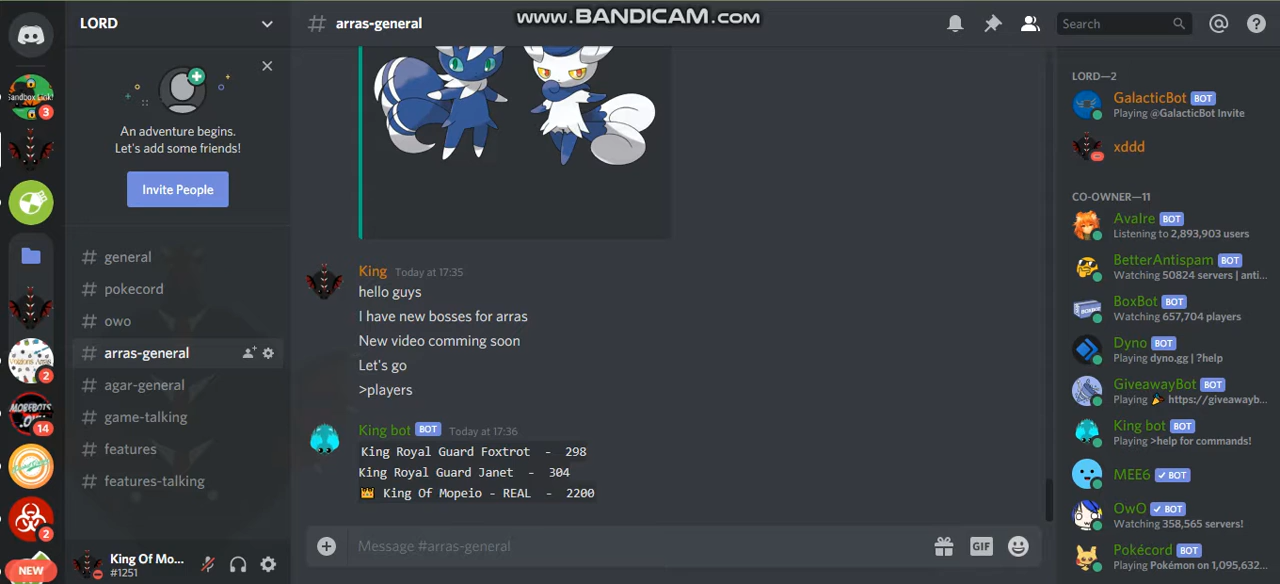 www.BANDICAM.com
LORD
# arras-general
Search
@
?
3
2
14
2
NEW
An adventure begins.
Let's add some friends!
Invite People
# general
# pokecord
# owo
# arras-general
# agar-general
# game-talking
# features
# features-talking
King Of Mo...
#1251
King Today at 17:35
hello guys
I have new bosses for arras
New video comming soon
Let's go
>players
King bot BOT Today at 17:36
King Royal Guard Foxtrot - 298
King Royal Guard Janet - 304
👑 King Of Mopeio - REAL - 2200
Message #arras-general
GIF
LORD—2
GalacticBot BOT
Playing @GalacticBot Invite
xddd
CO-OWNER—11
AvaIre BOT
Listening to 2,893,903 users
BetterAntispam BOT
Watching 50824 servers | anti...
BoxBot BOT
Watching 657,704 players
Dyno BOT
Playing dyno.gg | ?help
GiveawayBot BOT
Playing 🎉 https://giveawayb...
King bot BOT
Playing >help for commands!
MEE6 ✓ BOT
OwO ✓ BOT
Watching 358,565 servers!
Pokécord BOT
Playing Pokémon on 1,095,632...